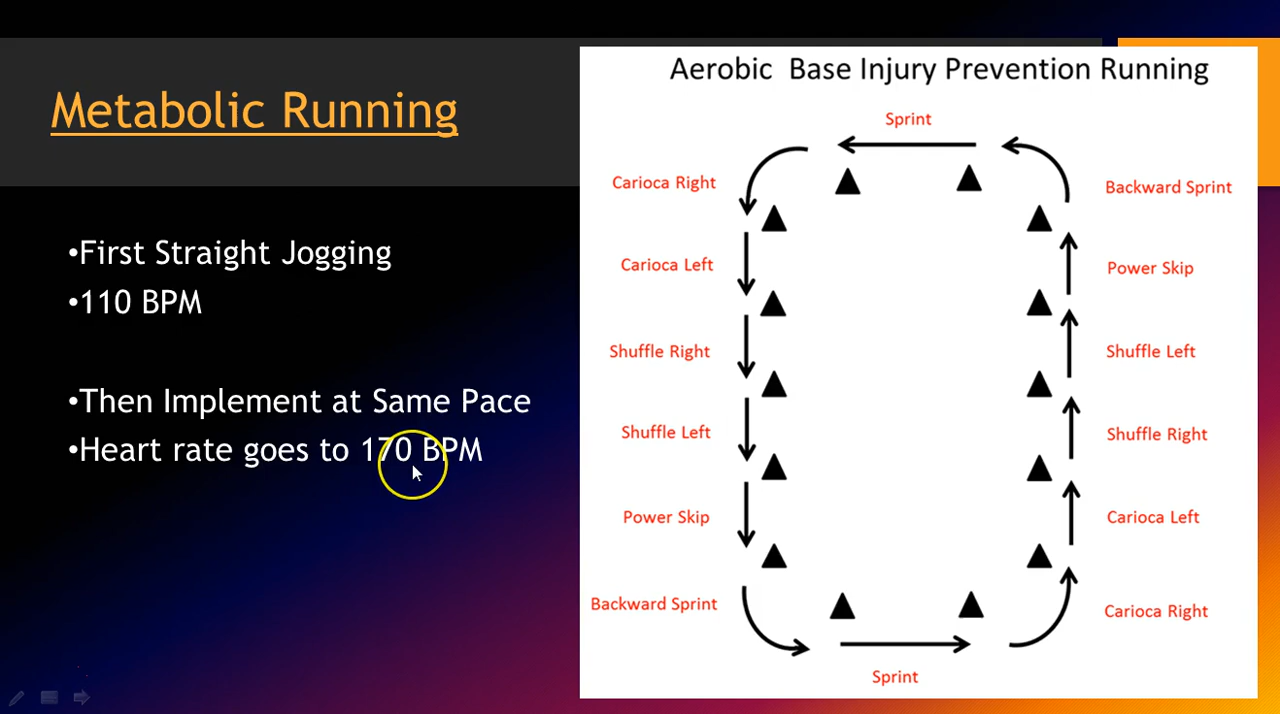 Metabolic Running
•First Straight Jogging
•110 BPM
•Then Implement at Same Pace
•Heart rate goes to 170 BPM
Aerobic Base Injury Prevention Running
Sprint
Carioca Right
Backward Sprint
Carioca Left
Power Skip
Shuffle Right
Shuffle Left
Shuffle Left
Shuffle Right
Power Skip
Carioca Left
Backward Sprint
Carioca Right
Sprint